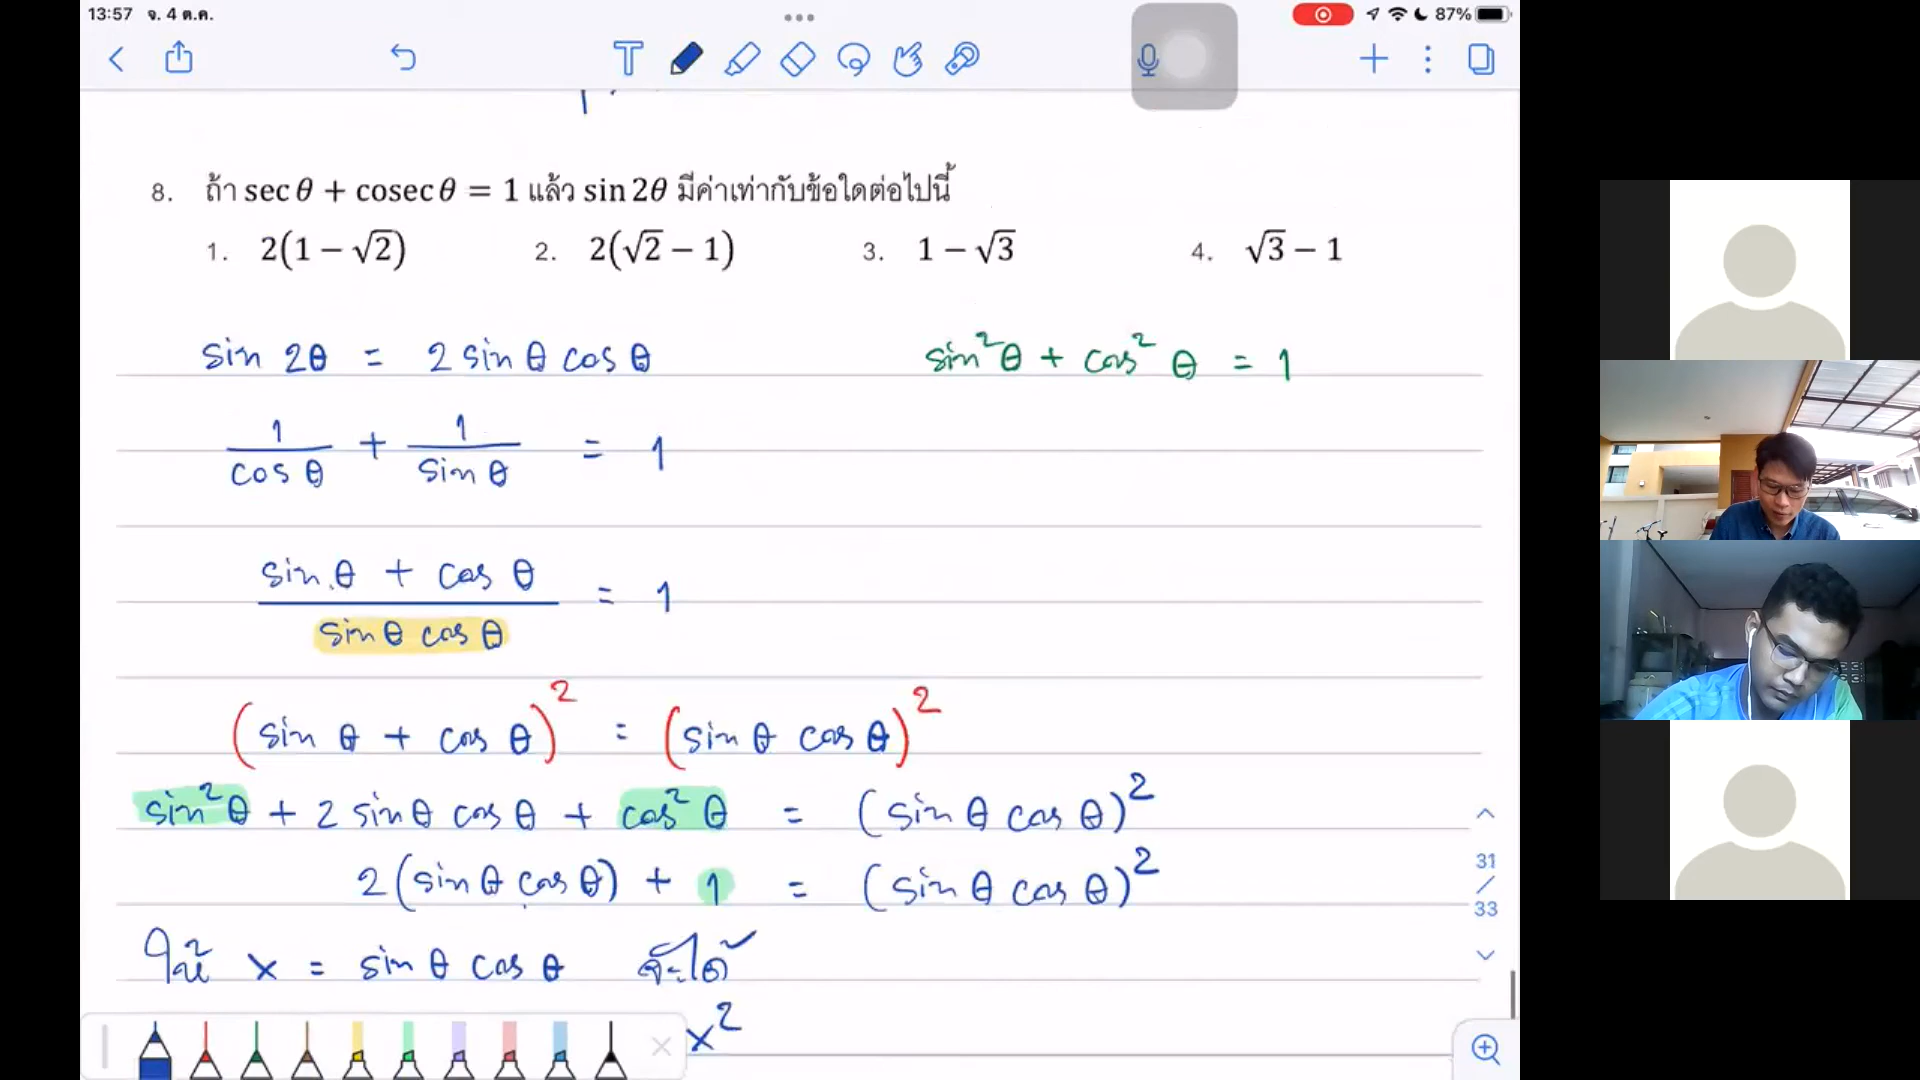 13:57 จ. 4 ต.ค. 87%
8. ถ้า sec θ + cosec θ = 1 แล้ว sin 2θ มีค่าเท่ากับข้อใดต่อไปนี้
1. 2(1 − √2) 2. 2(√2 − 1) 3. 1 − √3 4. √3 − 1
sin 2θ = 2 sin θ cos θ sin²θ + cos² θ = 1
1/cos θ + 1/sin θ = 1
(sin θ + cos θ)/(sin θ cos θ) = 1
(sin θ + cos θ)² = (sin θ cos θ)²
sin²θ + 2 sin θ cos θ + cos² θ = (sin θ cos θ)²
2 (sin θ cos θ) + 1 = (sin θ cos θ)²
31
/
33
ให้ x = sin θ cos θ จะได้
x²